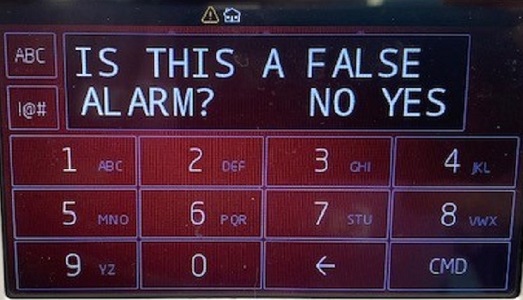 ABC
IS THIS A FALSE
ALARM? NO YES
!@#
1 ABC 2 DEF 3 GHI 4 JKL
5 MNO 6 PQR 7 STU 8 VWX
9 YZ 0 ← CMD